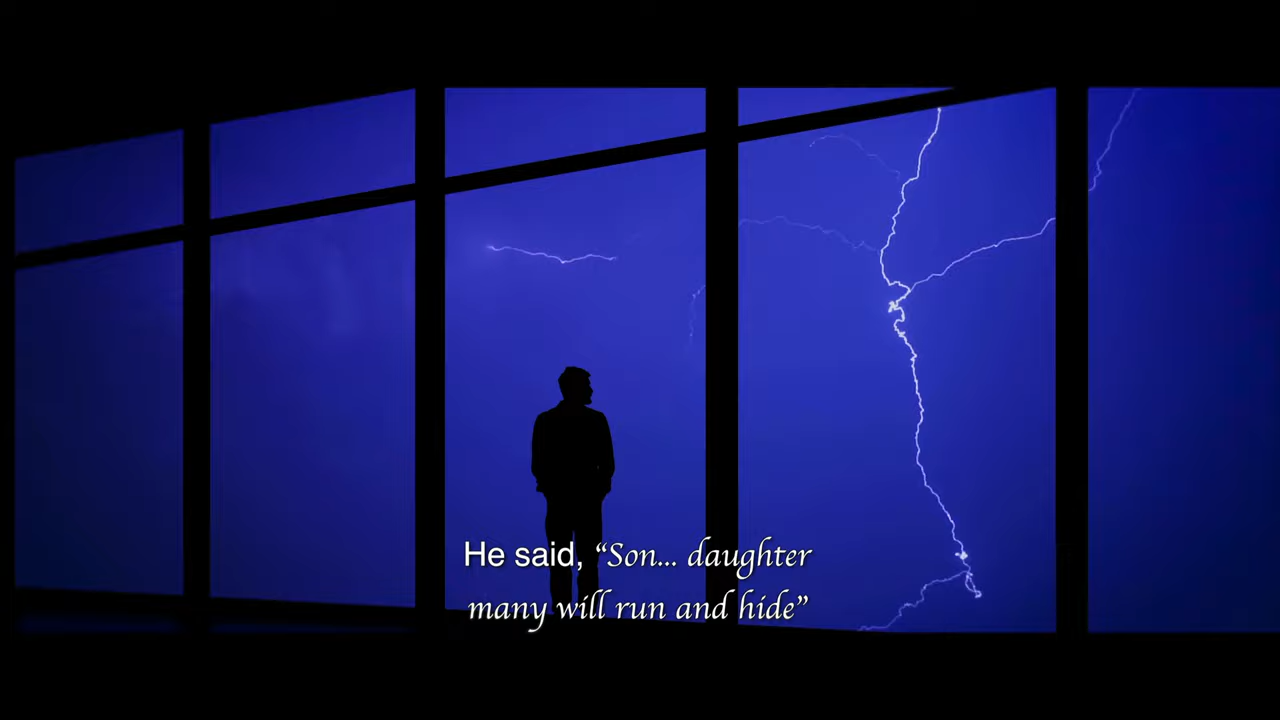 He said, “Son... daughter
many will run and hide”